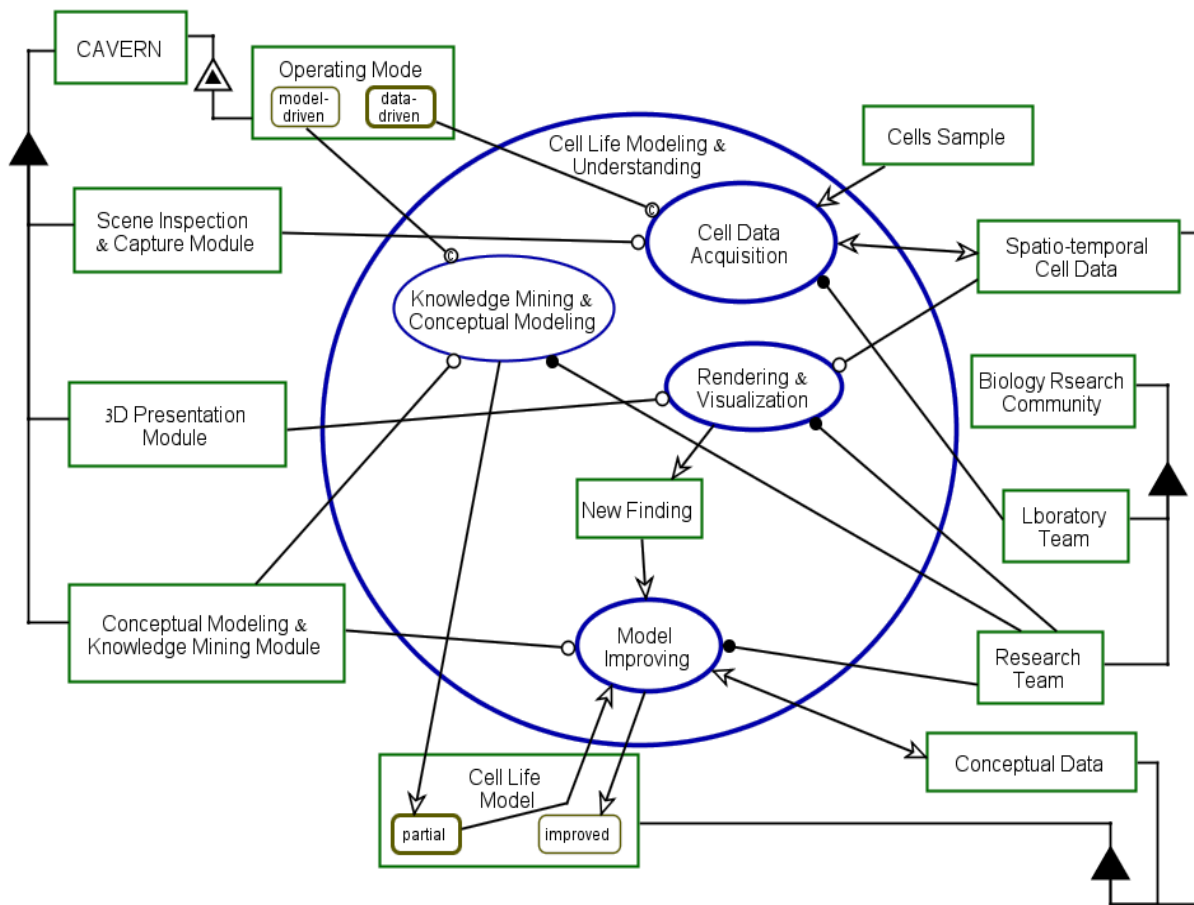 CAVERN
Operating Mode
model-
driven
data-
driven
Cell Life Modeling &
Understanding
Cells Sample
Scene Inspection
& Capture Module
Cell Data
Acquisition
Spatio-temporal
Cell Data
Knowledge Mining &
Conceptual Modeling
Rendering &
Visualization
Biology Rsearch
Community
3D Presentation
Module
New Finding
Lboratory
Team
Conceptual Modeling &
Knowledge Mining Module
Model
Improving
Research
Team
Conceptual Data
Cell Life
Model
partial
improved
C
C